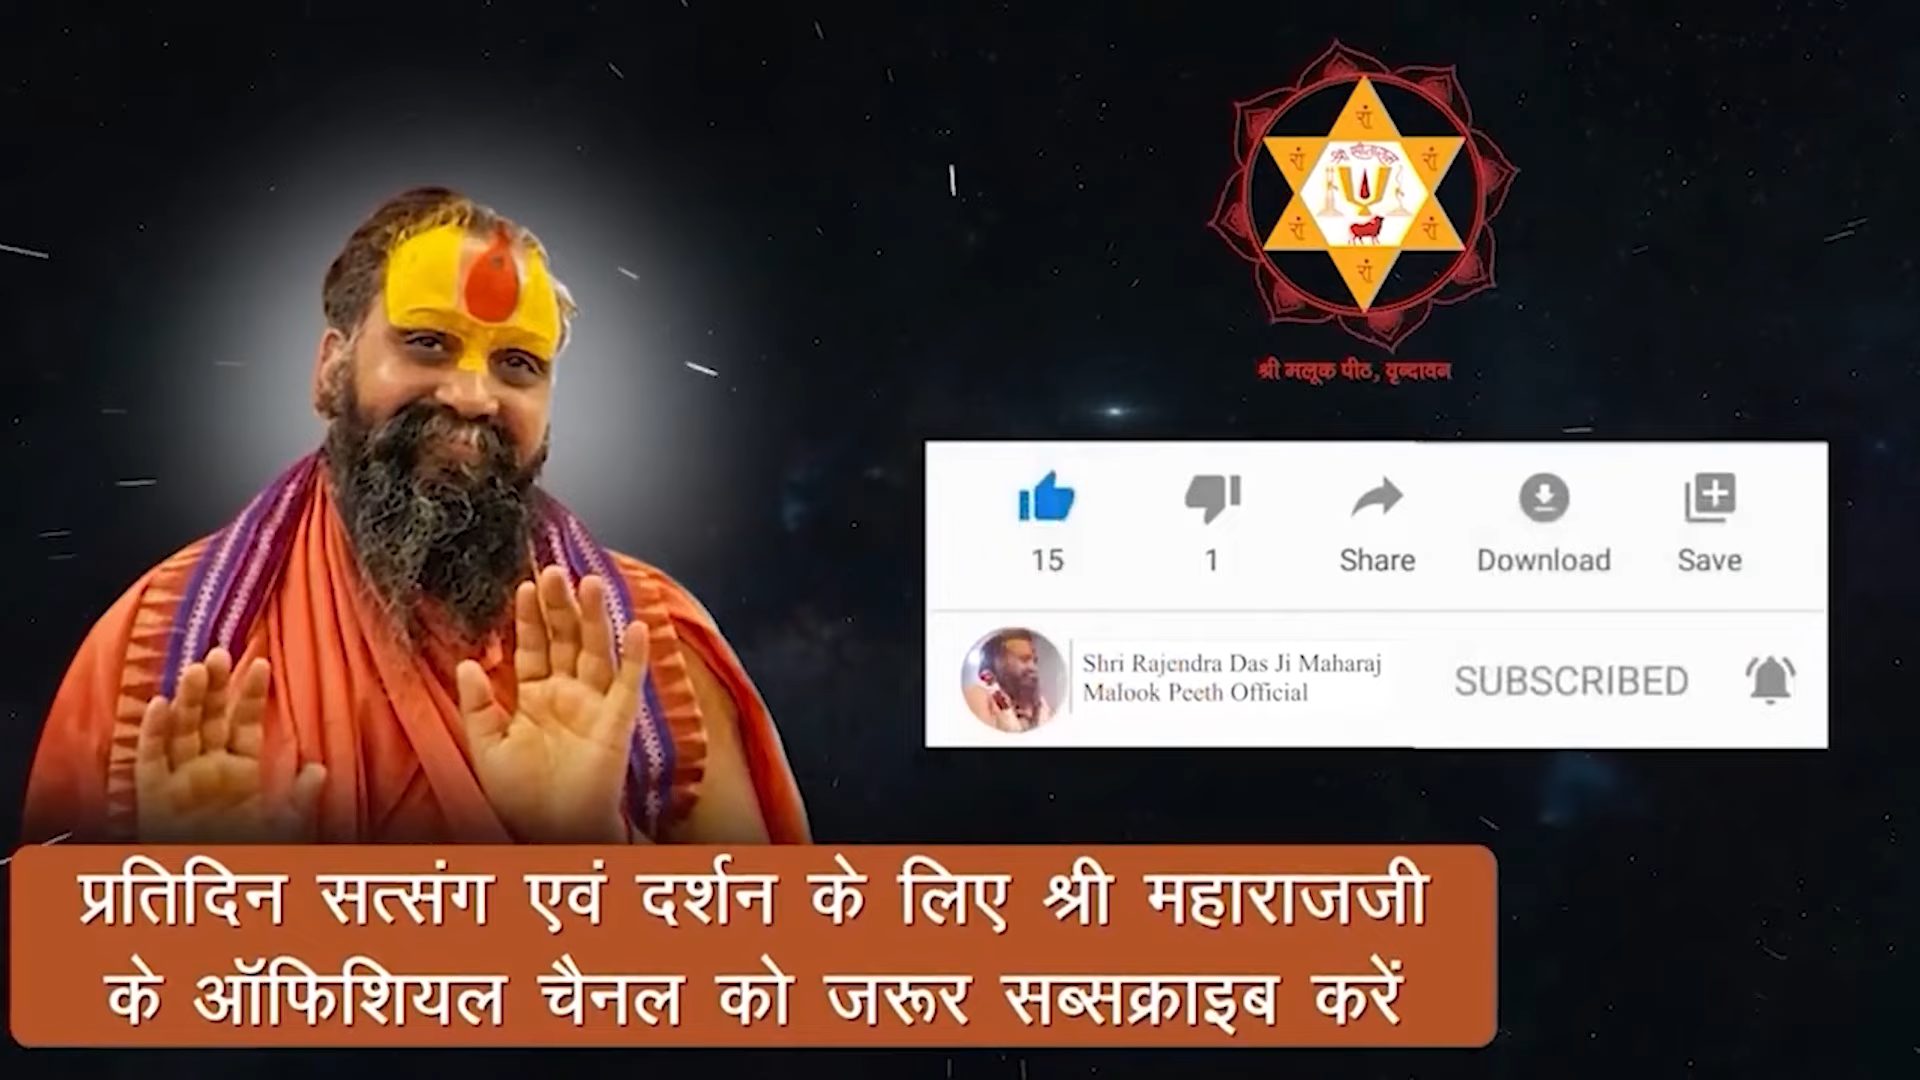 रां
रां
रां
श्री सीताराम
रां
रां
रां
श्री मलूक पीठ, वृन्दावन
15
1
Share
Download
Save
Shri Rajendra Das Ji Maharaj
Malook Peeth Official
SUBSCRIBED
प्रतिदिन सत्संग एवं दर्शन के लिए श्री महाराजजी
के ऑफिशियल चैनल को जरूर सब्सक्राइब करें